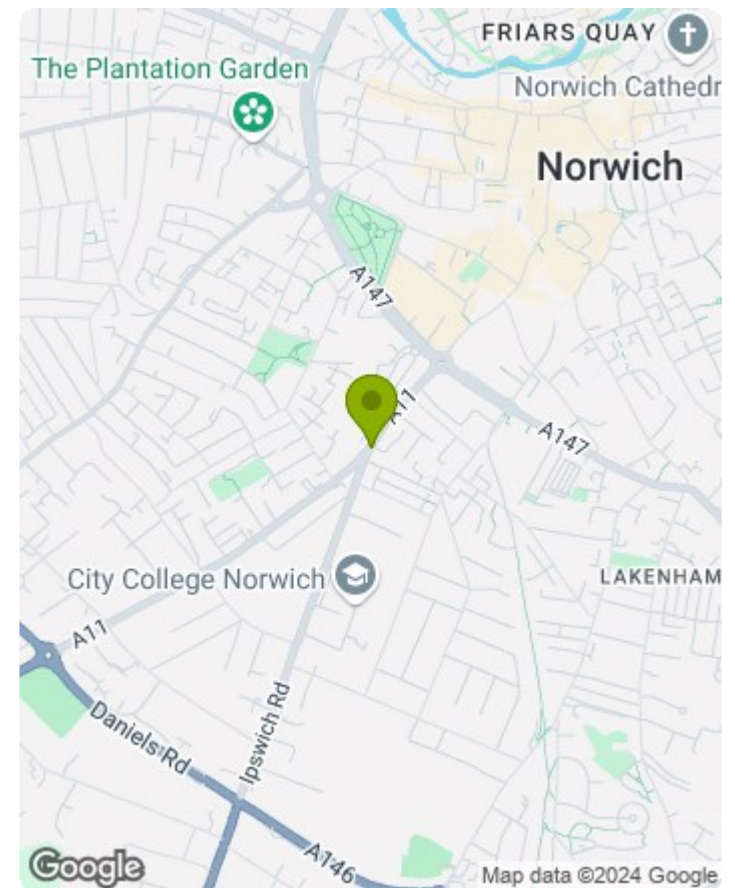 FRIARS QUAY
The Plantation Garden
Norwich Cathedr
Norwich
A147
A11
A147
City College Norwich
LAKENHAM
A11
Ipswich Rd
Daniels Rd
A146
Google
Map data ©2024 Google